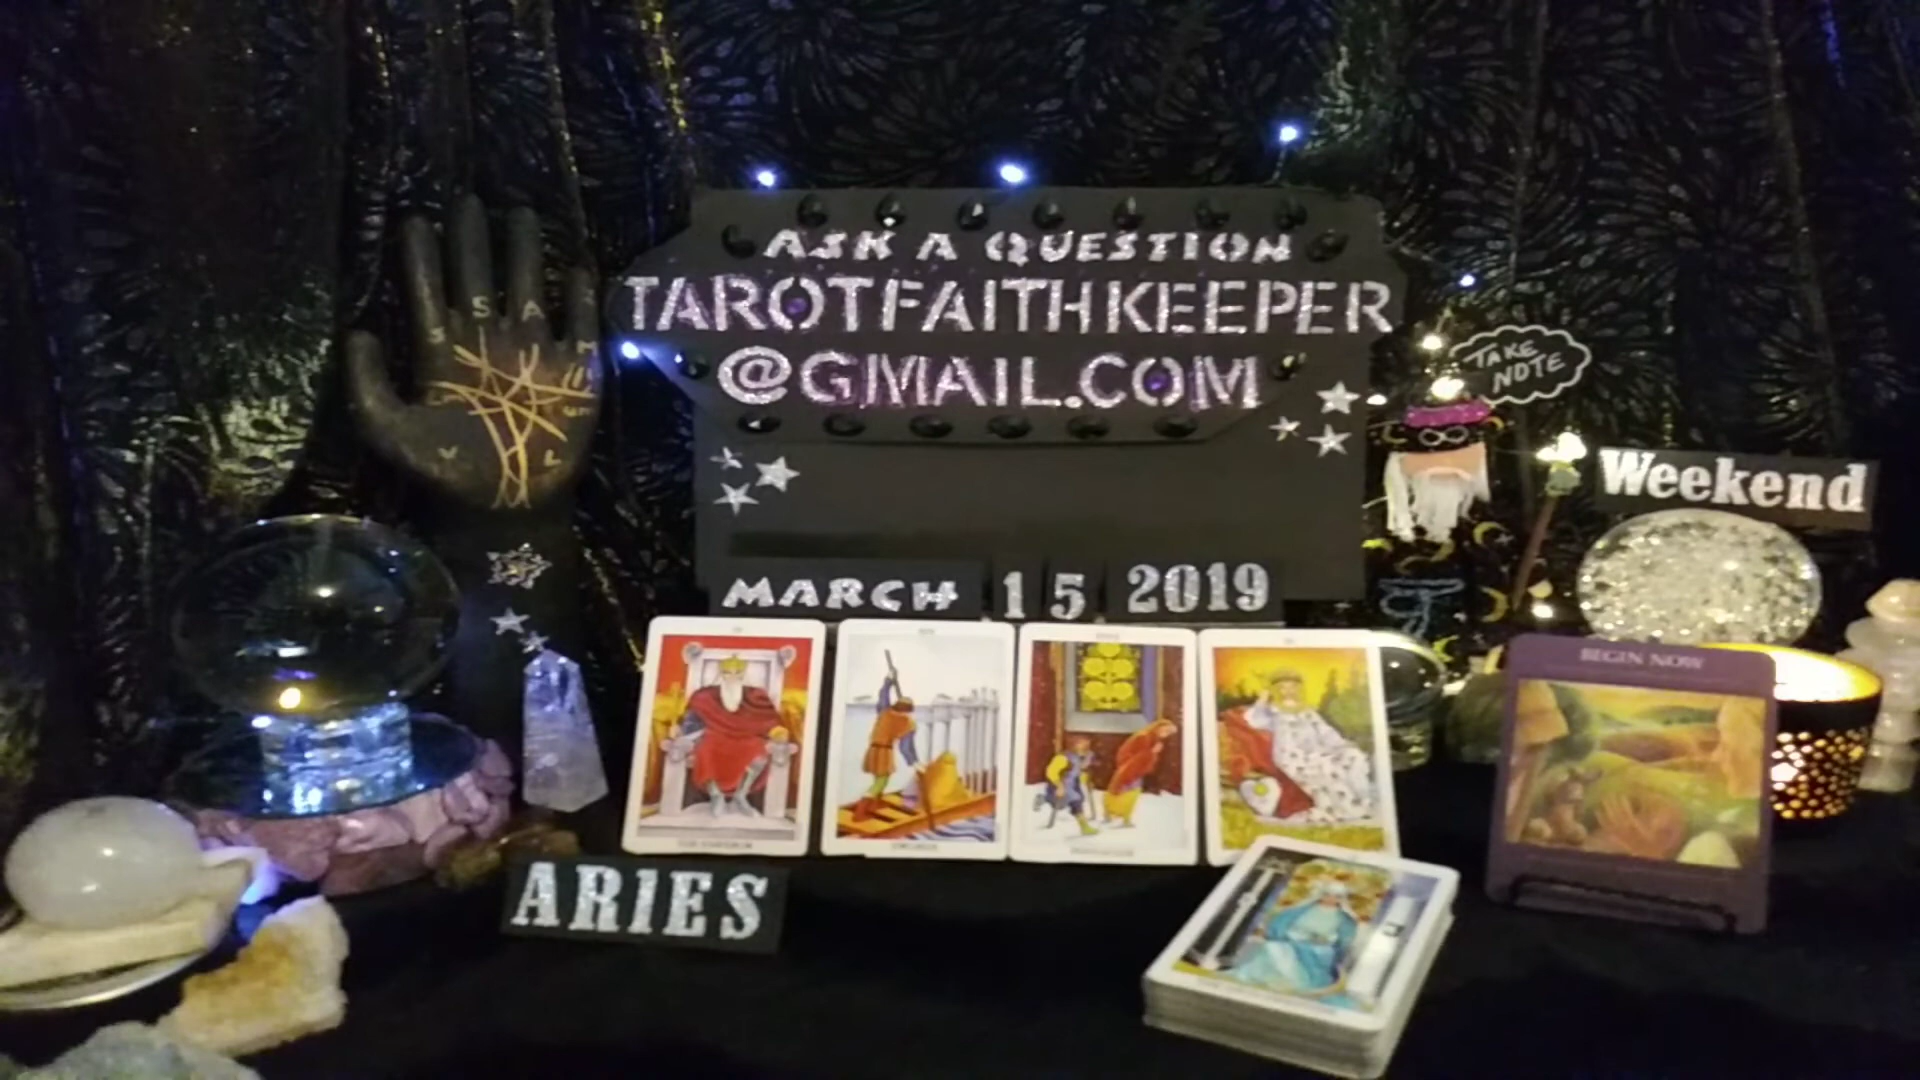 ASK A QUESTION
TAROTFAITHKEEPER
@GMAIL.COM
TAKE
NOTE
Weekend
MARCH 15 2019
S
S
A
M
V
L
BEGIN NOW
ARIES